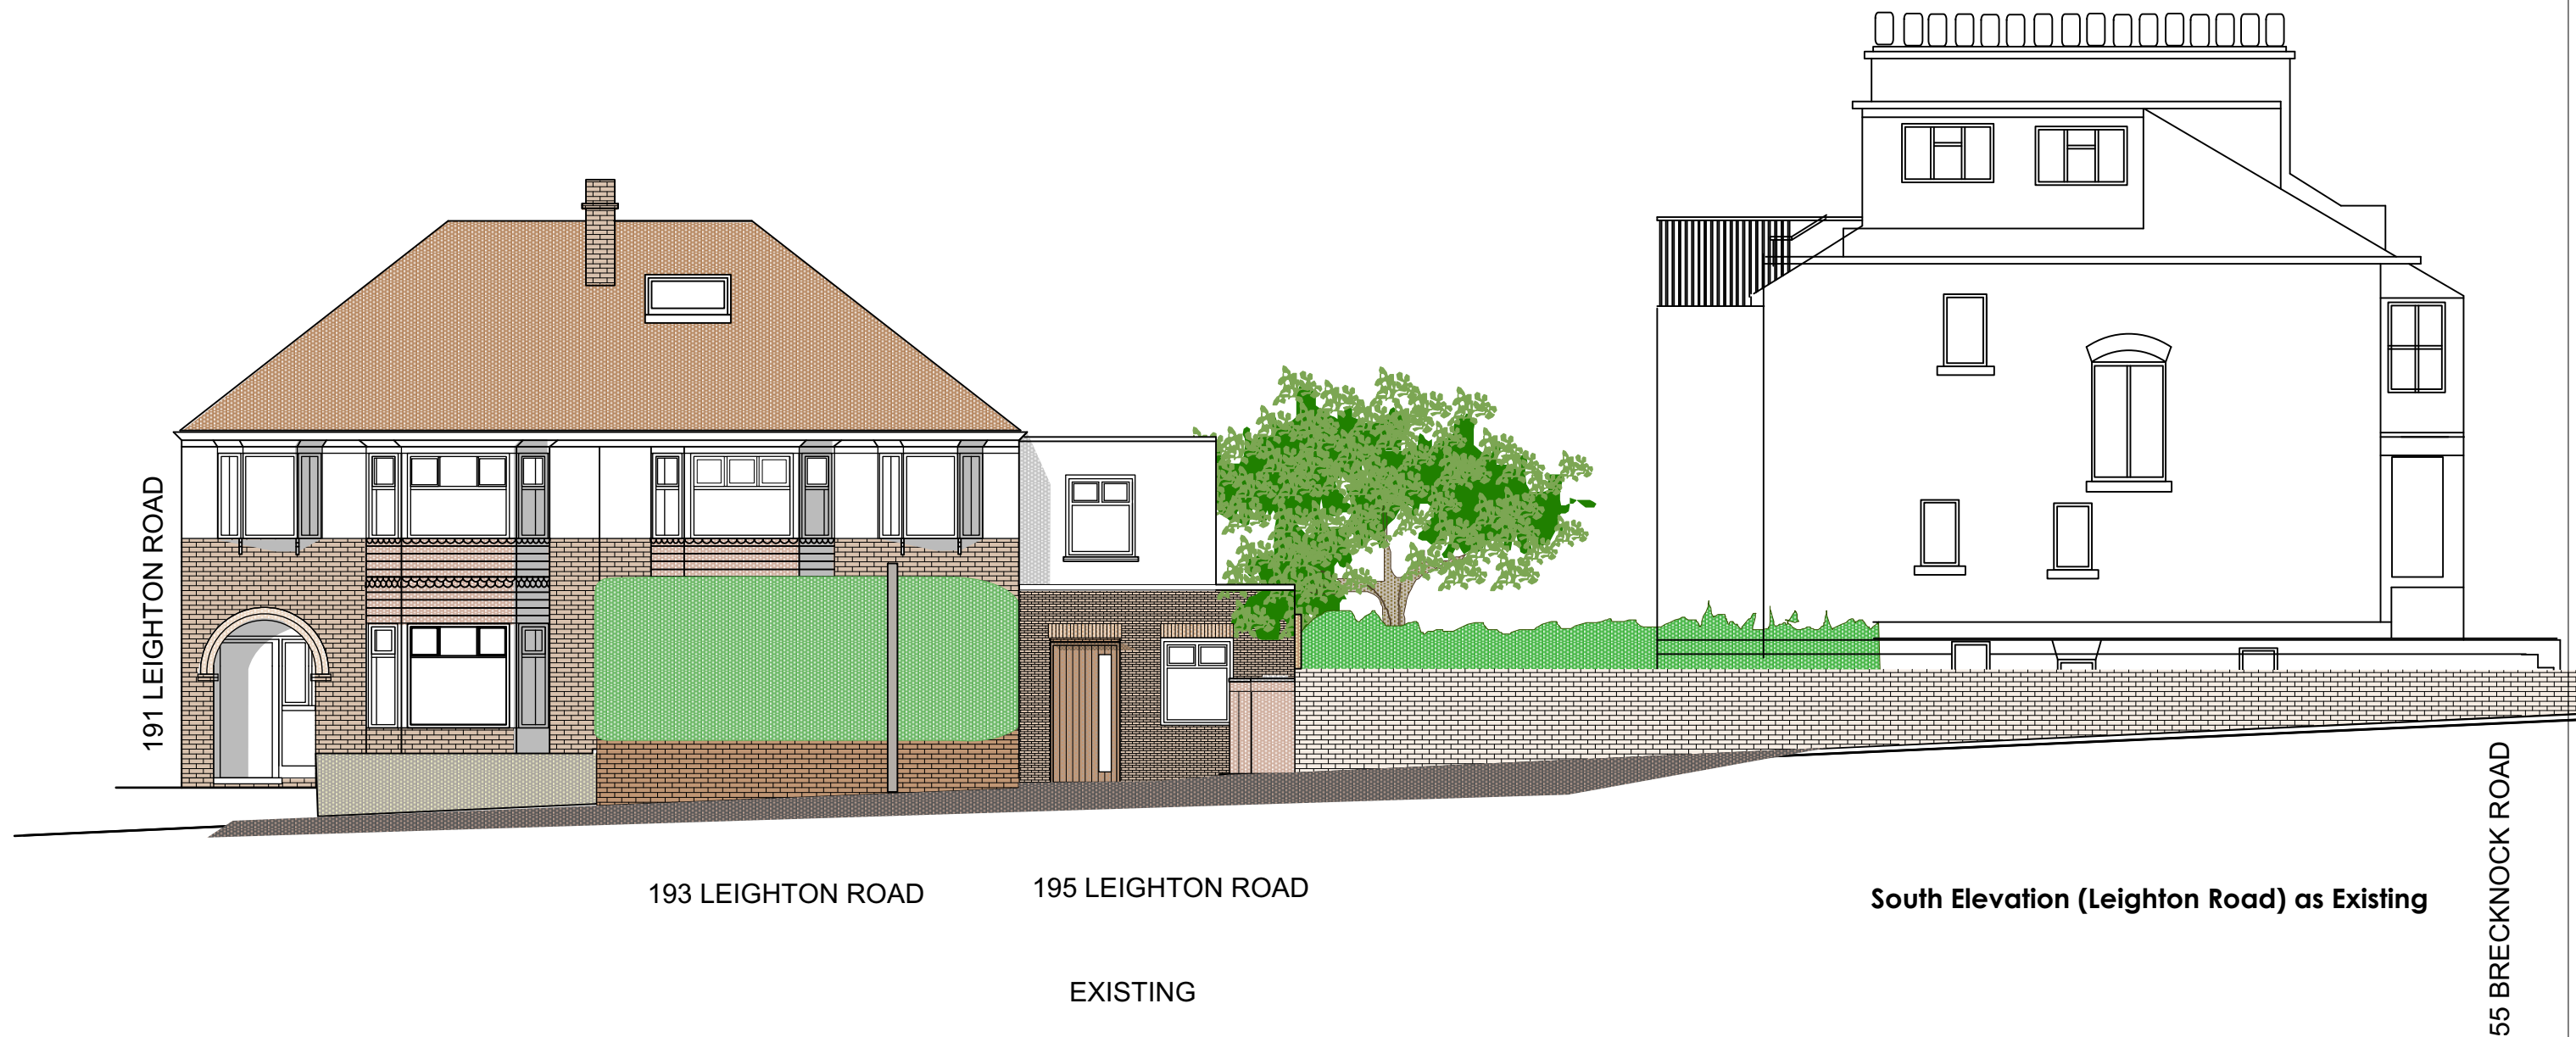 191 LEIGHTON ROAD
193 LEIGHTON ROAD
195 LEIGHTON ROAD
South Elevation (Leighton Road) as Existing
55 BRECKNOCK ROAD
EXISTING